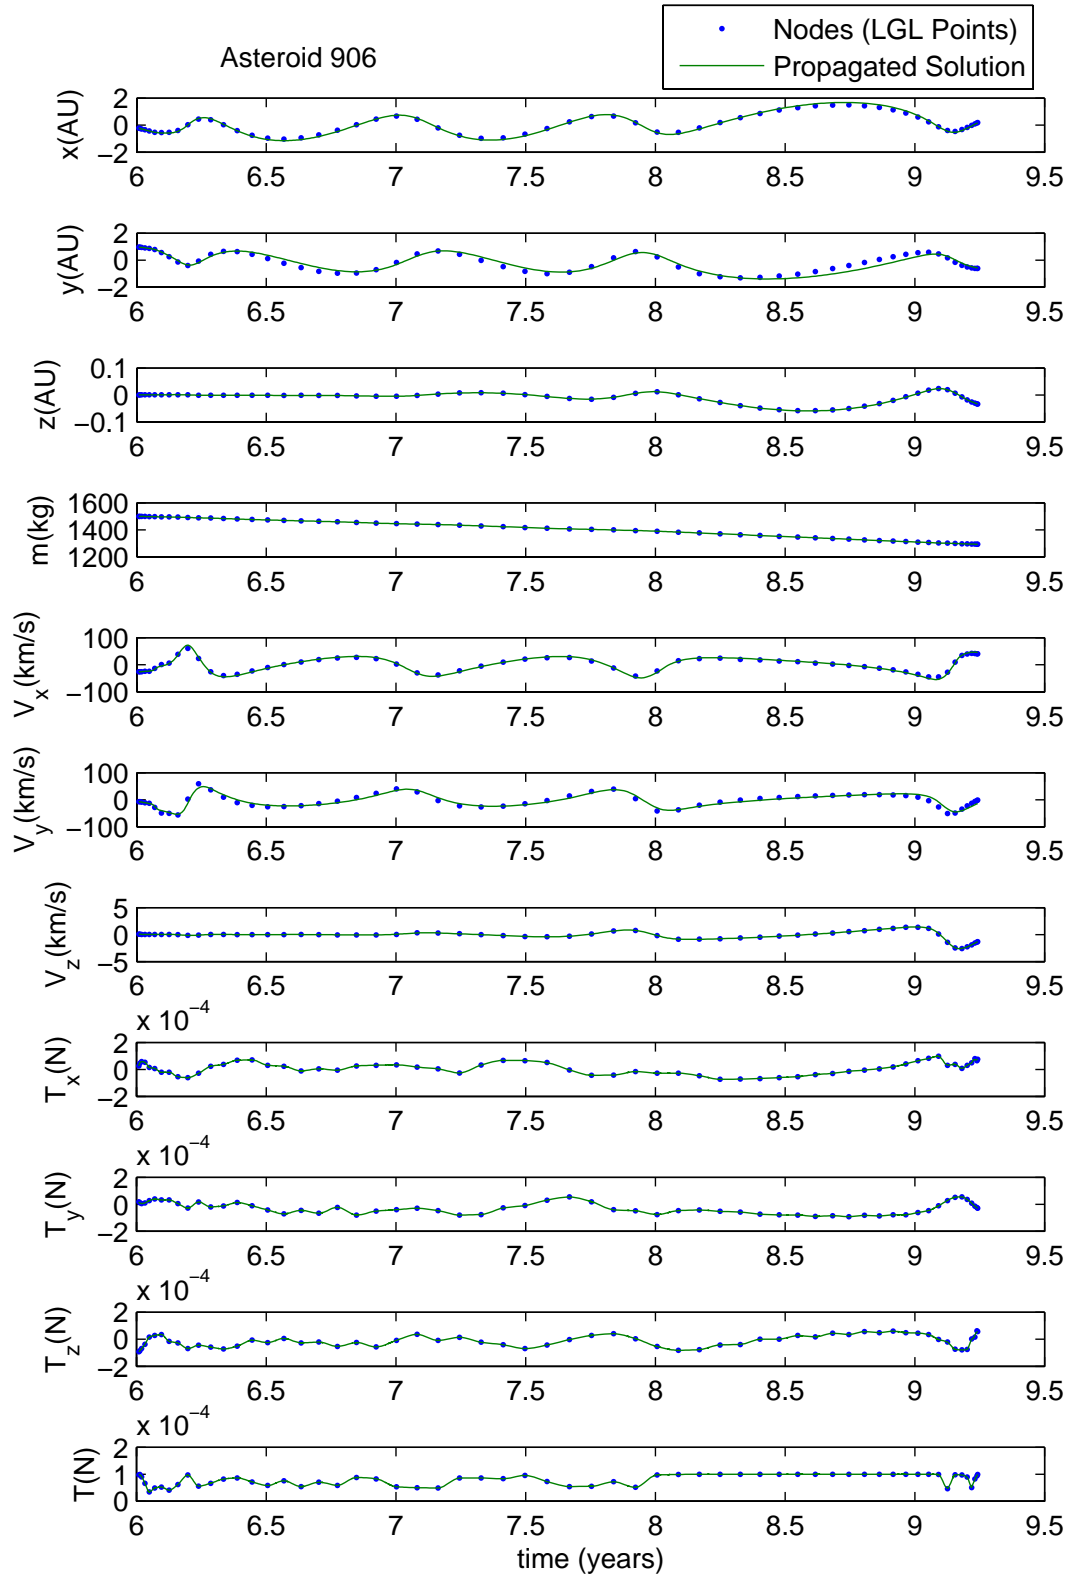 Asteroid 906
Nodes (LGL Points)
Propagated Solution
x(AU)
2
0
−2
6 6.5 7 7.5 8 8.5 9 9.5
y(AU)
2
0
−2
6 6.5 7 7.5 8 8.5 9 9.5
z(AU)
0.1
0
−0.1
6 6.5 7 7.5 8 8.5 9 9.5
m(kg)
1600
1400
1200
6 6.5 7 7.5 8 8.5 9 9.5
V_x(km/s)
100
0
−100
6 6.5 7 7.5 8 8.5 9 9.5
V_y(km/s)
100
0
−100
6 6.5 7 7.5 8 8.5 9 9.5
V_z(km/s)
5
0
−5
6 6.5 7 7.5 8 8.5 9 9.5
x 10^−4
T_x(N)
2
0
−2
6 6.5 7 7.5 8 8.5 9 9.5
x 10^−4
T_y(N)
2
0
−2
6 6.5 7 7.5 8 8.5 9 9.5
x 10^−4
T_z(N)
2
0
−2
6 6.5 7 7.5 8 8.5 9 9.5
x 10^−4
T(N)
2
1
0
6 6.5 7 7.5 8 8.5 9 9.5
time (years)